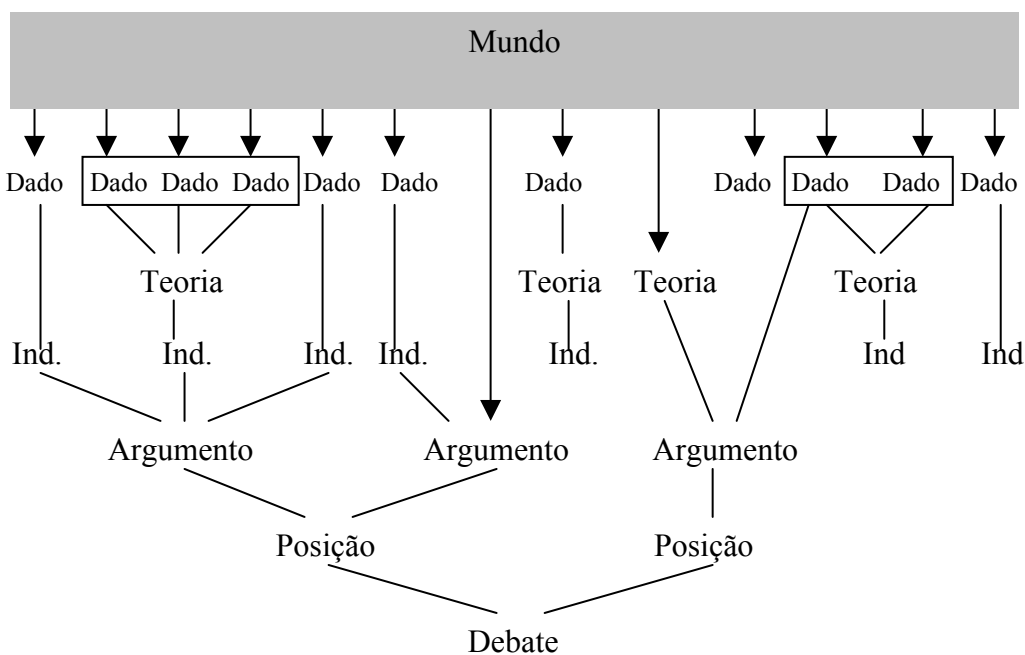 Mundo
Dado Dado Dado Dado Dado Dado Dado Dado Dado Dado Dado
Teoria Teoria Teoria Teoria
Ind. Ind. Ind. Ind. Ind. Ind Ind
Argumento Argumento Argumento
Posição Posição
Debate